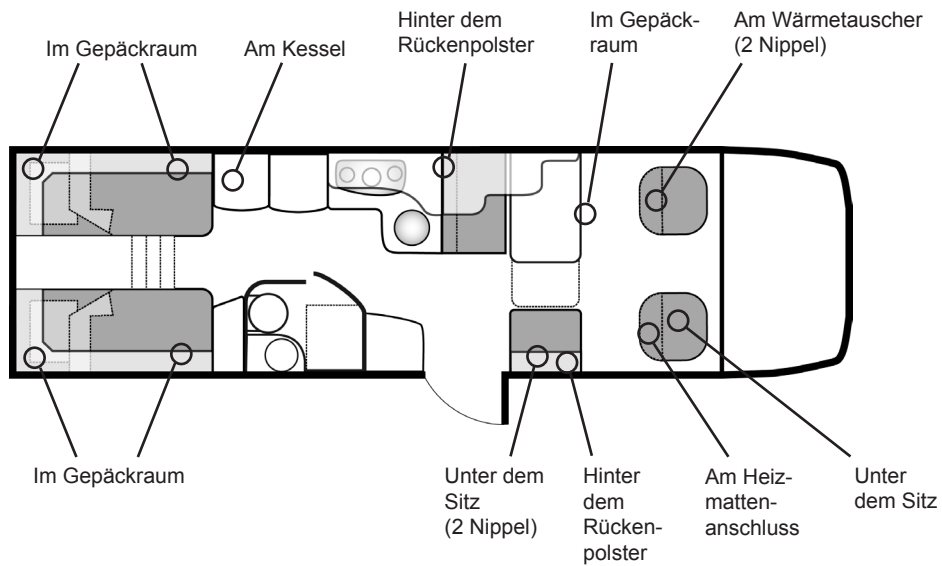 Im Gepäckraum
Am Kessel
Hinter dem
Rückenpolster
Im Gepäck-
raum
Am Wärmetauscher
(2 Nippel)
Im Gepäckraum
Unter dem
Sitz
(2 Nippel)
Hinter
dem
Rücken-
polster
Am Heiz-
matten-
anschluss
Unter
dem Sitz